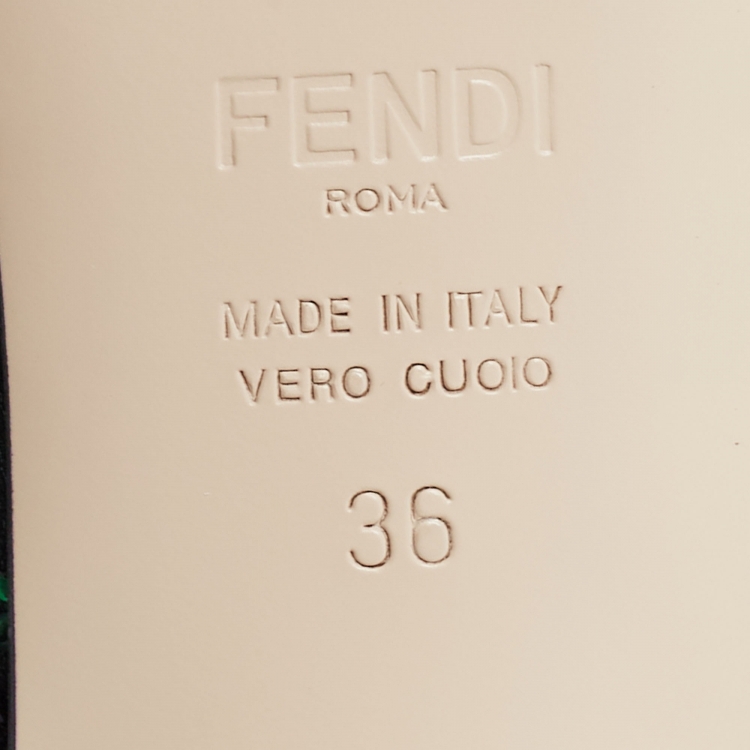 FENDI
ROMA
MADE IN ITALY
VERO CUOIO
36